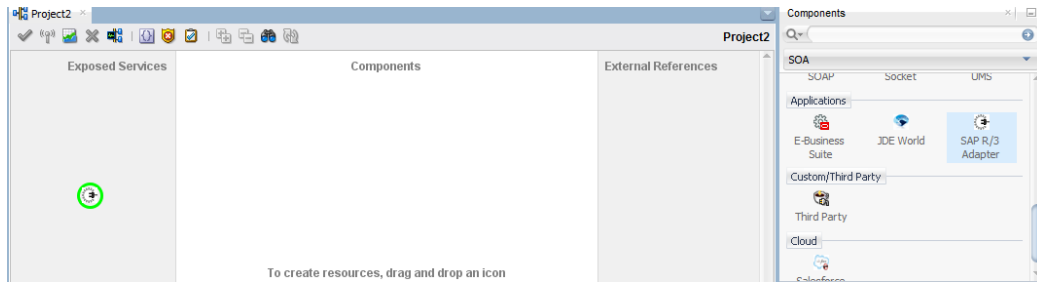 Project2
Components
Project2
SOA
Exposed Services
Components
External References
SOAP
Socket
UMS
Applications
E-Business
Suite
JDE World
SAP R/3
Adapter
Custom/Third Party
Third Party
Cloud
Salesforce
To create resources, drag and drop an icon